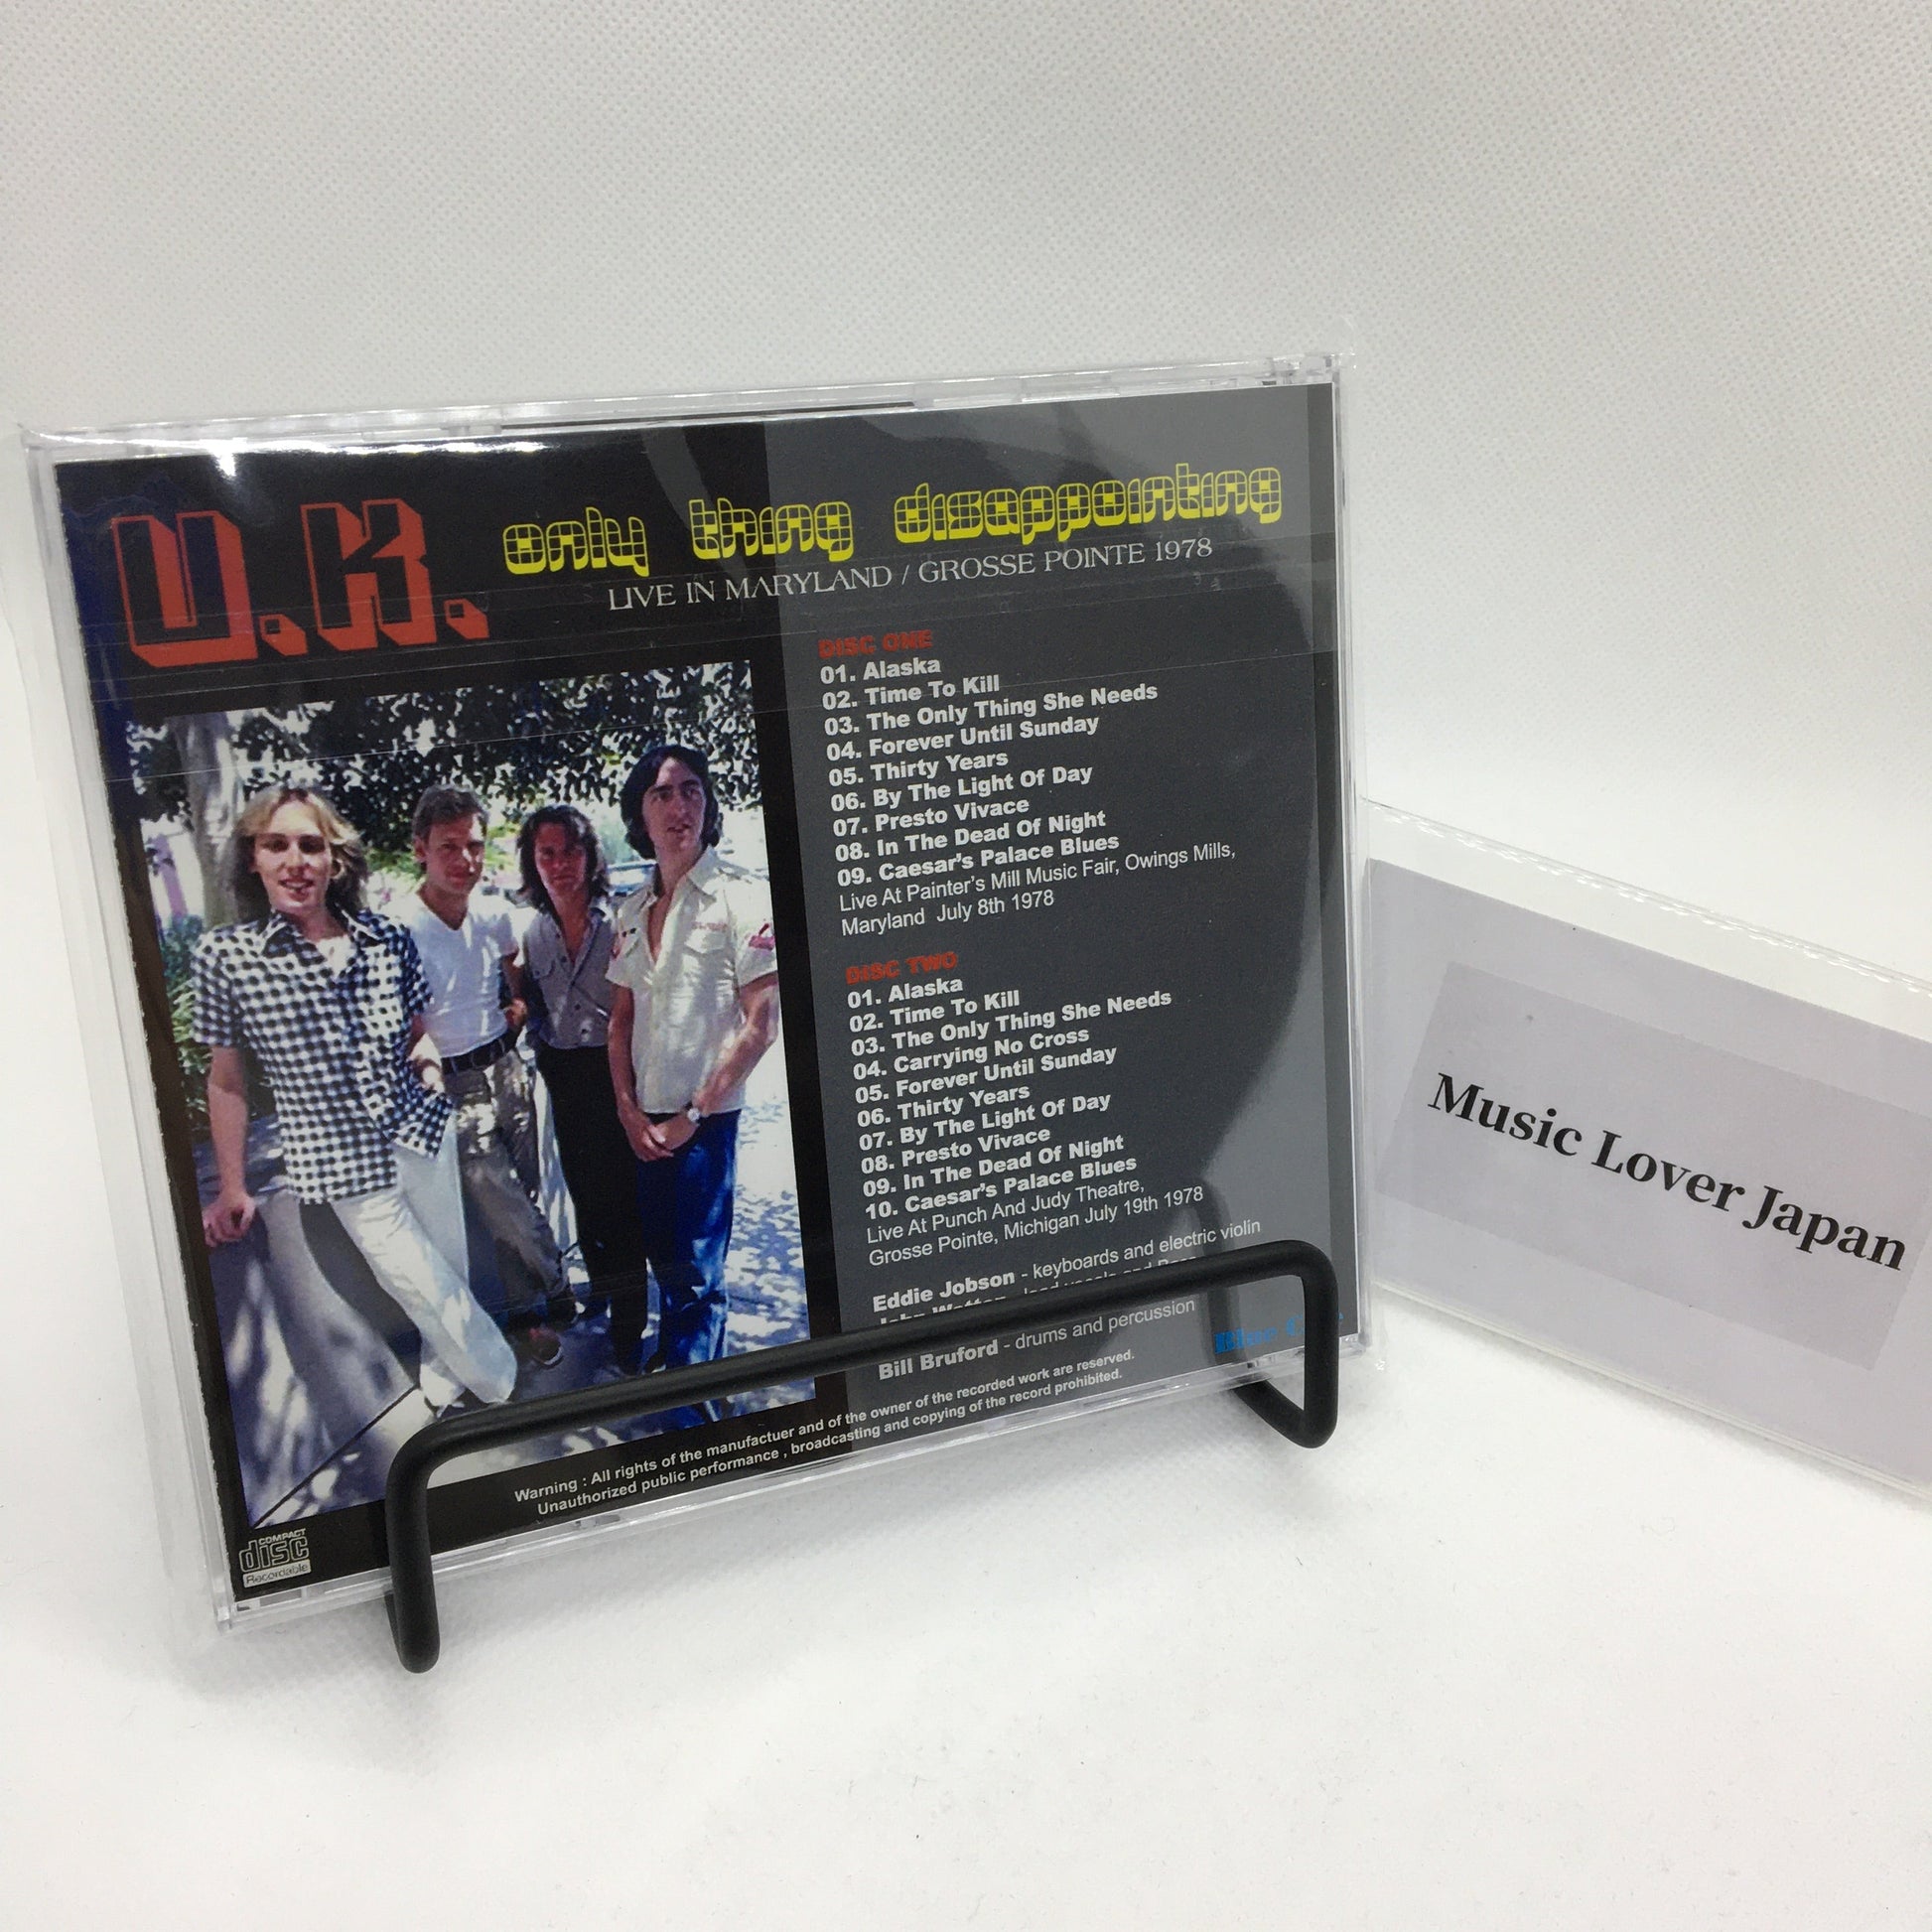 U.K. only thing disappointing
LIVE IN MARYLAND / GROSSE POINTE 1978
DISC ONE
01. Alaska
02. Time To Kill
03. The Only Thing She Needs
04. Forever Until Sunday
05. Thirty Years
06. By The Light Of Day
07. Presto Vivace
08. In The Dead Of Night
09. Caesar's Palace Blues
Live At Painter's Mill Music Fair, Owings Mills,
Maryland July 8th 1978
DISC TWO
01. Alaska
02. Time To Kill
03. The Only Thing She Needs
04. Carrying No Cross
05. Forever Until Sunday
06. Thirty Years
07. By The Light Of Day
08. Presto Vivace
09. In The Dead Of Night
10. Caesar's Palace Blues
Live At Punch And Judy Theatre,
Grosse Pointe, Michigan July 19th 1978
Eddie Jobson - keyboards and electric violin
Bill Bruford - drums and percussion
Warning : All rights of the manufactuer and of the owner of the recorded work are reserved.
Unauthorized public performance , broadcasting and copying of the record prohibited.
COMPACT
disc
Recordable
Music Lover Japan